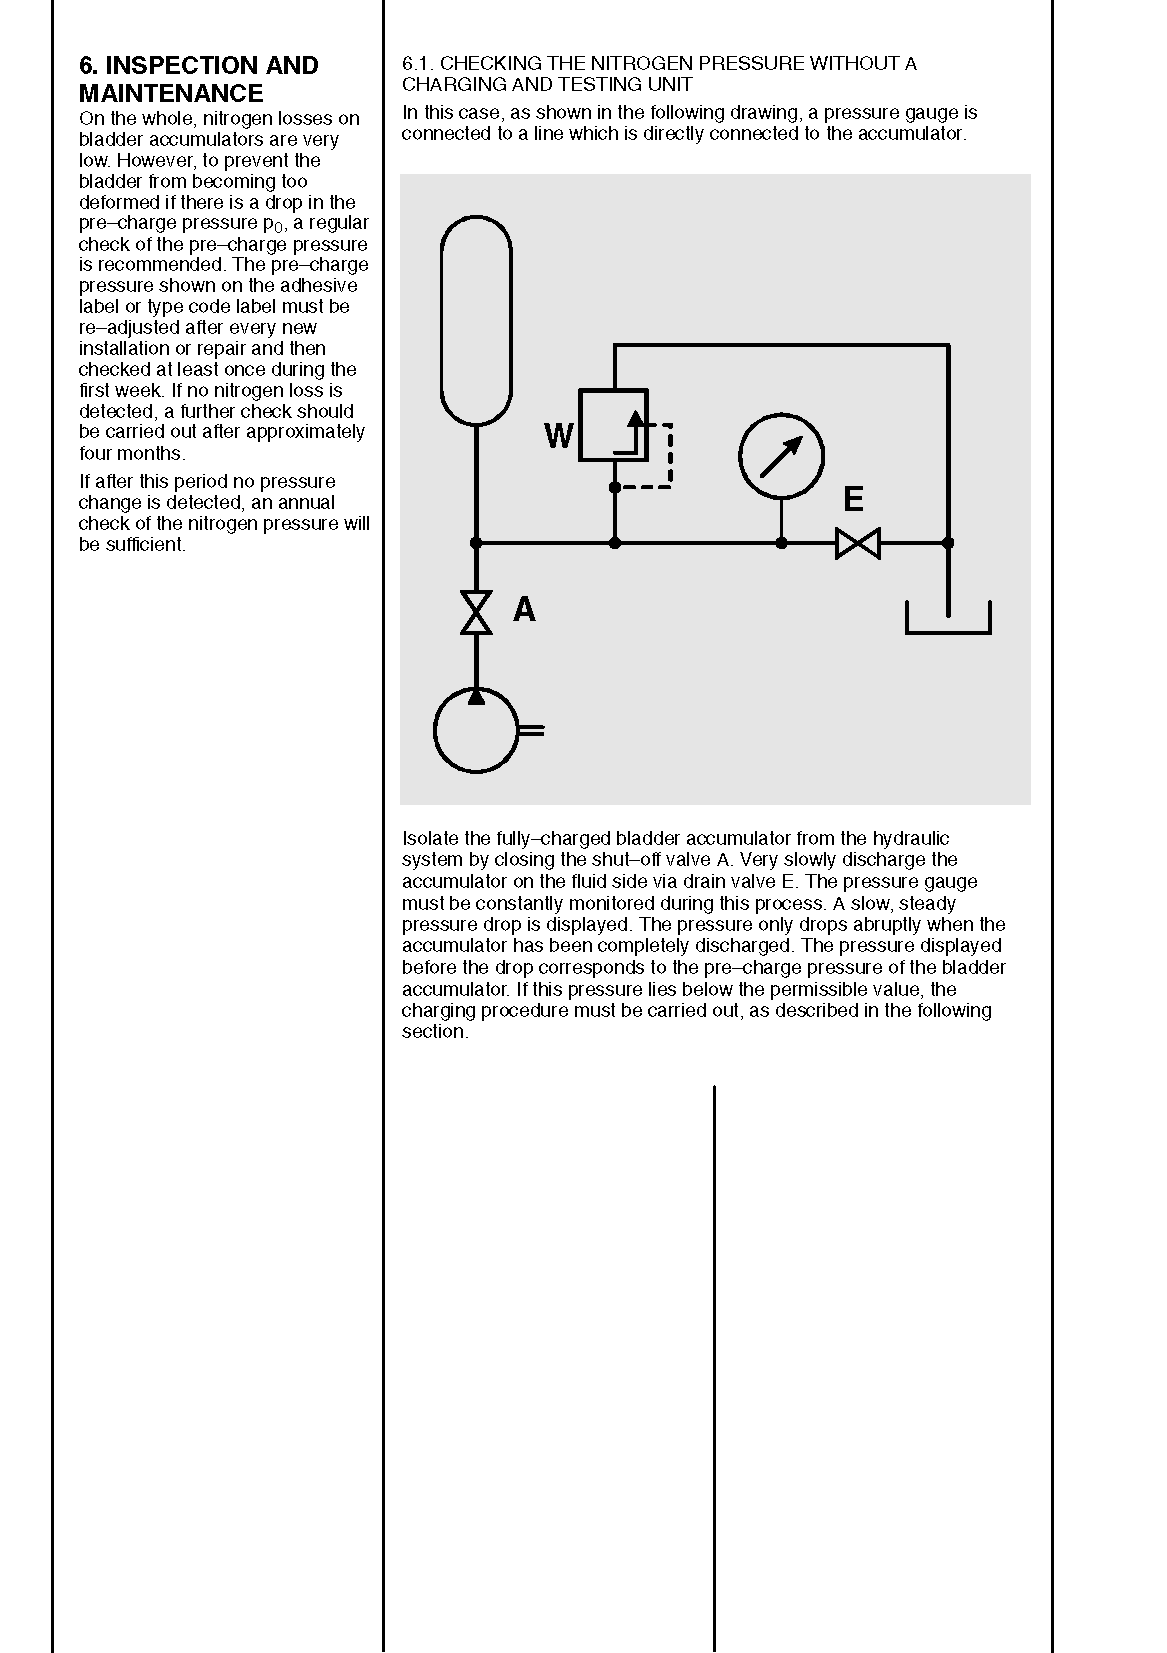 6. INSPECTION AND
MAINTENANCE
On the whole, nitrogen losses on
bladder accumulators are very
low. However, to prevent the
bladder from becoming too
deformed if there is a drop in the
pre–charge pressure p0, a regular
check of the pre–charge pressure
is recommended. The pre–charge
pressure shown on the adhesive
label or type code label must be
re–adjusted after every new
installation or repair and then
checked at least once during the
first week. If no nitrogen loss is
detected, a further check should
be carried out after approximately
four months.
If after this period no pressure
change is detected, an annual
check of the nitrogen pressure will
be sufficient.
6.1. CHECKING THE NITROGEN PRESSURE WITHOUT A
CHARGING AND TESTING UNIT
In this case, as shown in the following drawing, a pressure gauge is
connected to a line which is directly connected to the accumulator.
W
E
A
Isolate the fully–charged bladder accumulator from the hydraulic
system by closing the shut–off valve A. Very slowly discharge the
accumulator on the fluid side via drain valve E. The pressure gauge
must be constantly monitored during this process. A slow, steady
pressure drop is displayed. The pressure only drops abruptly when the
accumulator has been completely discharged. The pressure displayed
before the drop corresponds to the pre–charge pressure of the bladder
accumulator. If this pressure lies below the permissible value, the
charging procedure must be carried out, as described in the following
section.